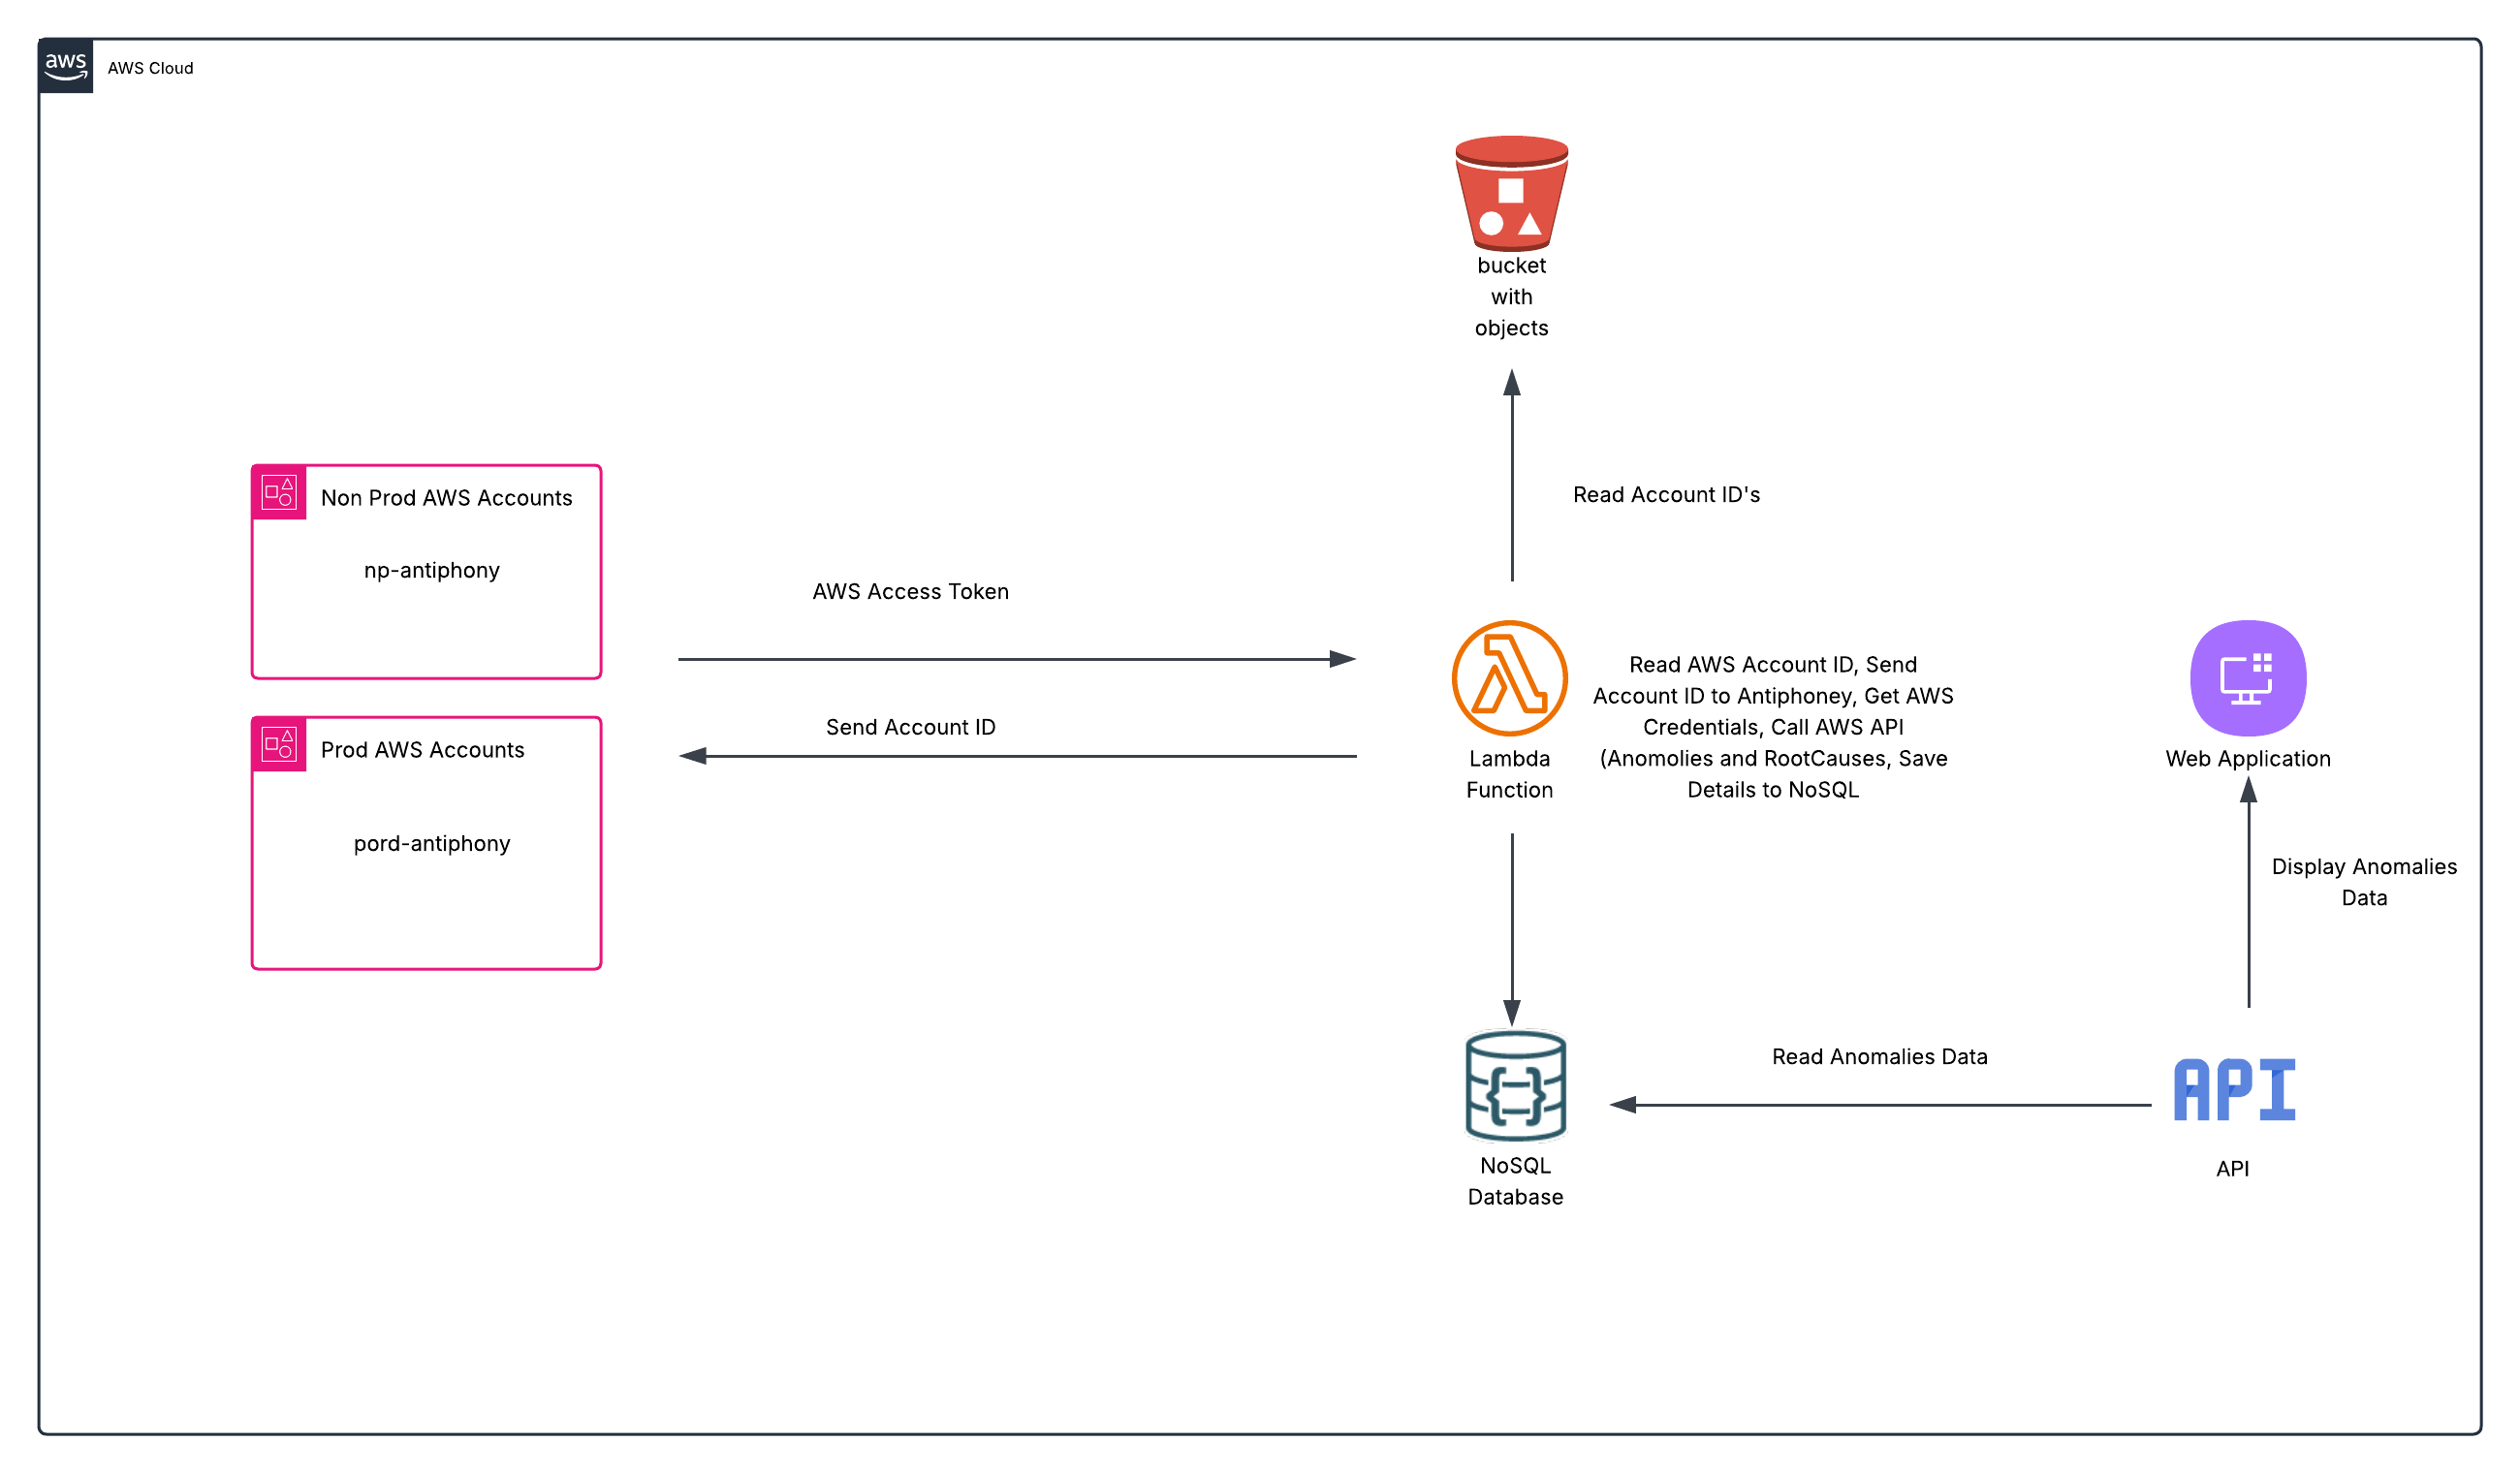 aws
AWS Cloud
bucket
with
objects
Read Account ID's
Non Prod AWS Accounts
np-antiphony
AWS Access Token
Send Account ID
Prod AWS Accounts
pord-antiphony
Lambda
Function
Read AWS Account ID, Send
Account ID to Antiphoney, Get AWS
Credentials, Call AWS API
(Anomolies and RootCauses, Save
Details to NoSQL
Web Application
Display Anomalies
Data
Read Anomalies Data
NoSQL
Database
API
API